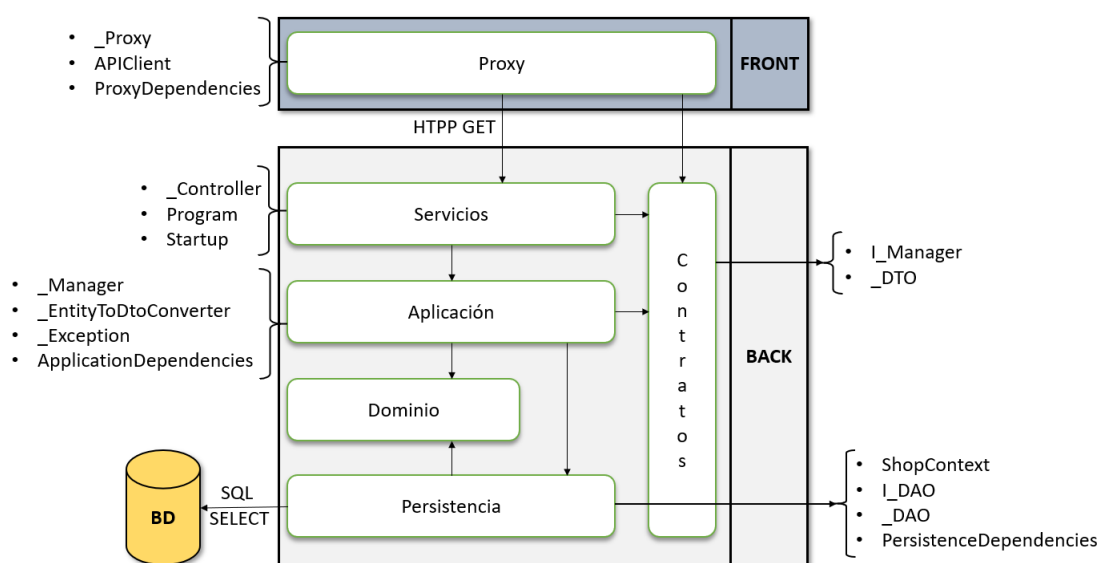 • _Proxy
• APIClient
• ProxyDependencies
Proxy
FRONT
HTPP GET
• _Controller
• Program
• Startup
Servicios
• _Manager
• _EntityToDtoConverter
• _Exception
• ApplicationDependencies
Aplicación
Dominio
Persistencia
Contratos
BACK
• I_Manager
• _DTO
BD
SQL
SELECT
• ShopContext
• I_DAO
• _DAO
• PersistenceDependencies